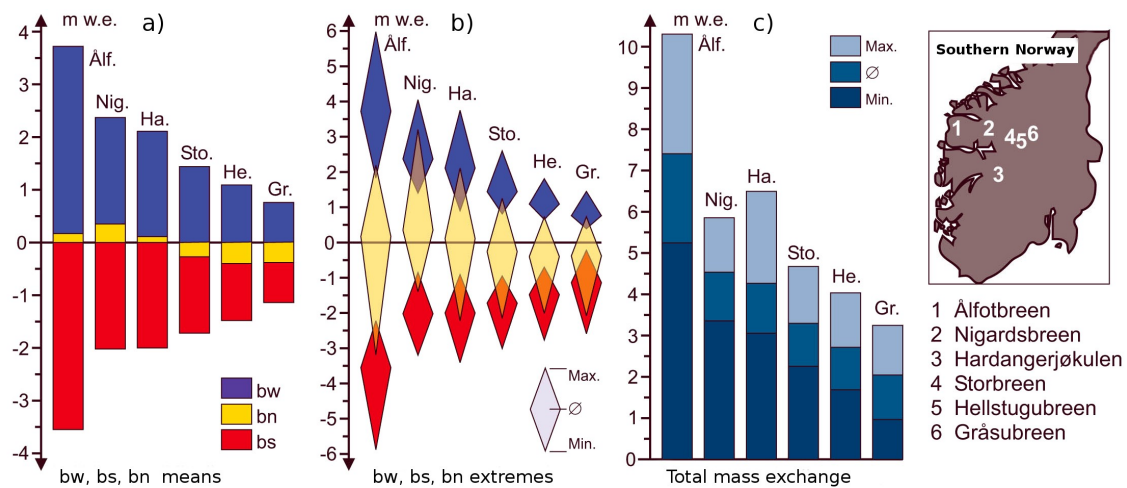 m w.e.
a)
4
3
2
1
0
-1
-2
-3
-4
Ålf.
Nig.
Ha.
Sto.
He.
Gr.
bw
bn
bs
bw, bs, bn means
m w.e.
b)
6
5
4
3
2
1
0
-1
-2
-3
-4
-5
-6
Ålf.
Nig.
Ha.
Sto.
He.
Gr.
Max.
Ø
Min.
bw, bs, bn extremes
m w.e.
c)
10
9
8
7
6
5
4
3
2
1
0
Ålf.
Nig.
Ha.
Sto.
He.
Gr.
Max.
Ø
Min.
Total mass exchange
Southern Norway
1 2 456
3
1 Ålfotbreen
2 Nigardsbreen
3 Hardangerjøkulen
4 Storbreen
5 Hellstugubreen
6 Gråsubreen